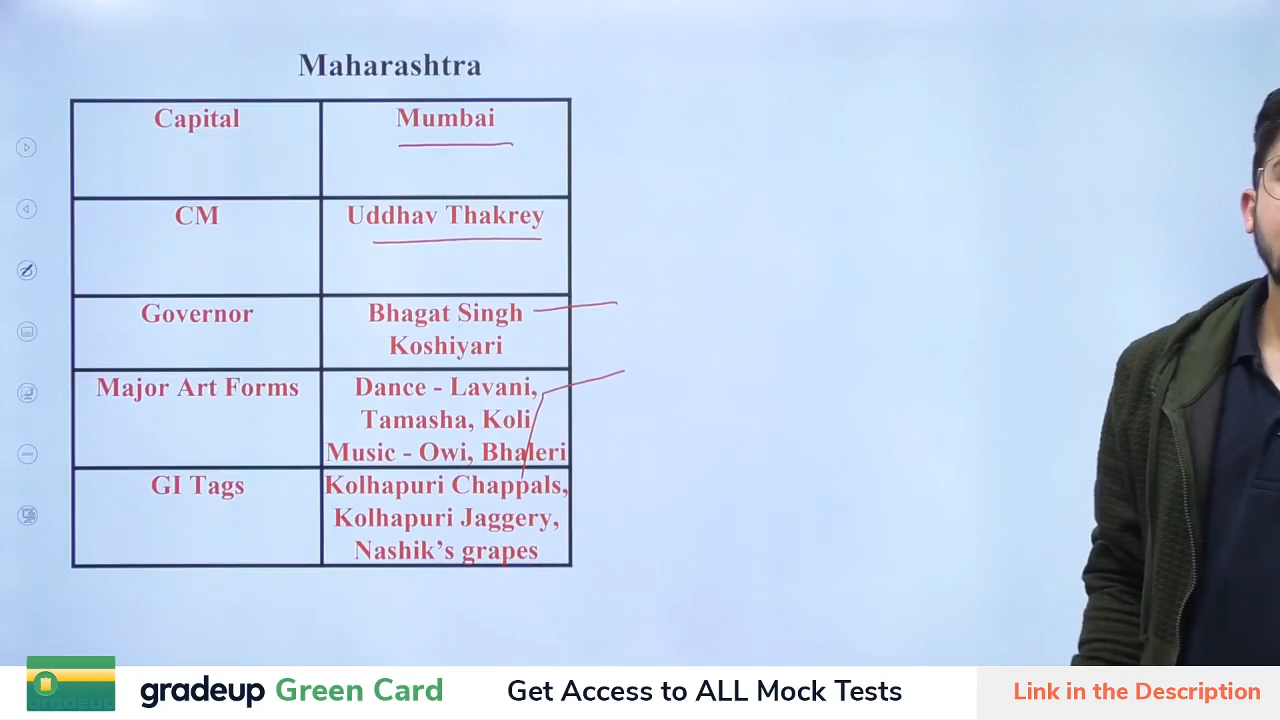 Maharashtra
Capital
Mumbai
CM
Uddhav Thakrey
Governor
Bhagat Singh
Koshiyari
Major Art Forms
Dance - Lavani,
Tamasha, Koli
Music - Owi, Bhaleri
GI Tags
Kolhapuri Chappals,
Kolhapuri Jaggery,
Nashik’s grapes
gradeup Green Card
Get Access to ALL Mock Tests
Link in the Description